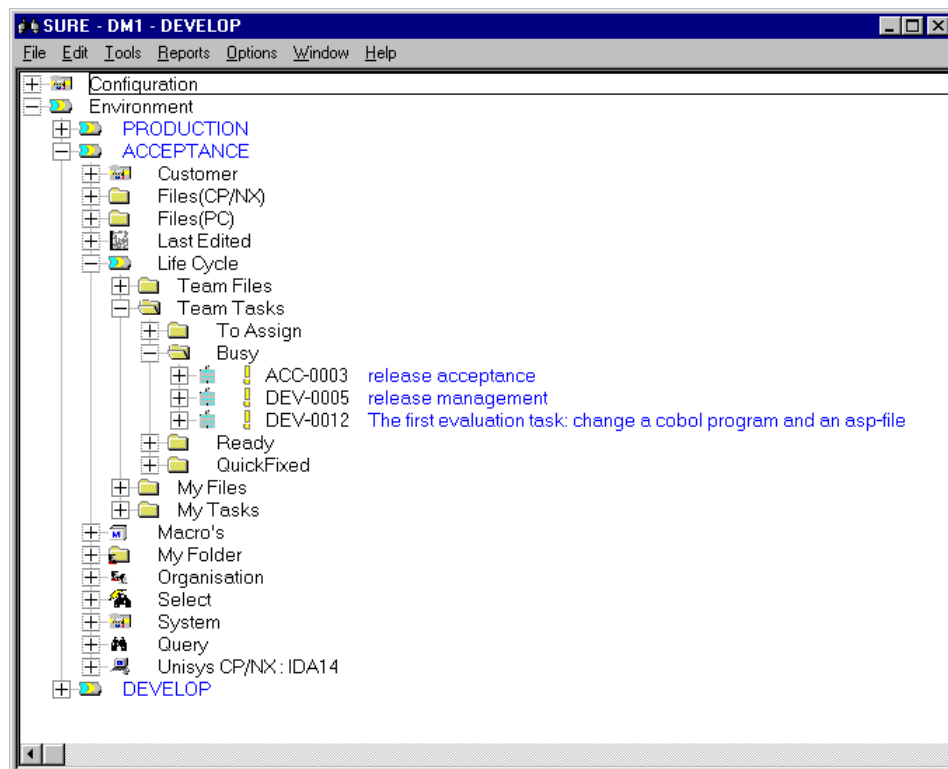 SURE - DM1 - DEVELOP
File Edit Tools Reports Options Window Help
Configuration
Environment
PRODUCTION
ACCEPTANCE
Customer
Files(CP/NX)
Files(PC)
Last Edited
Life Cycle
Team Files
Team Tasks
To Assign
Busy
ACC-0003 release acceptance
DEV-0005 release management
DEV-0012 The first evaluation task: change a cobol program and an asp-file
Ready
QuickFixed
My Files
My Tasks
Macro's
My Folder
Organisation
Select
System
Query
Unisys CP/NX : IDA14
DEVELOP